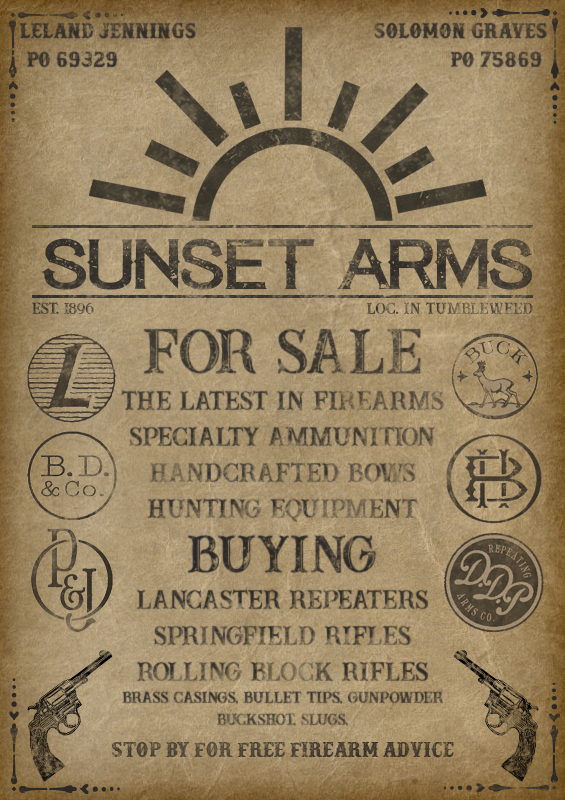 LELAND JENNINGS
PO 69329
SOLOMON GRAVES
PO 75869
SUNSET ARMS
EST. 1896
LOC. IN TUMBLEWEED
FOR SALE
THE LATEST IN FIREARMS
SPECIALTY AMMUNITION
HANDCRAFTED BOWS
HUNTING EQUIPMENT
BUYING
LANCASTER REPEATERS
SPRINGFIELD RIFLES
ROLLING BLOCK RIFLES
BRASS CASINGS, BULLET TIPS, GUNPOWDER
BUCKSHOT, SLUGS,
STOP BY FOR FREE FIREARM ADVICE
L
B.D.
& Co.
P&J
BUCK
HB
REPEATING
D.D.P
ARMS CO.